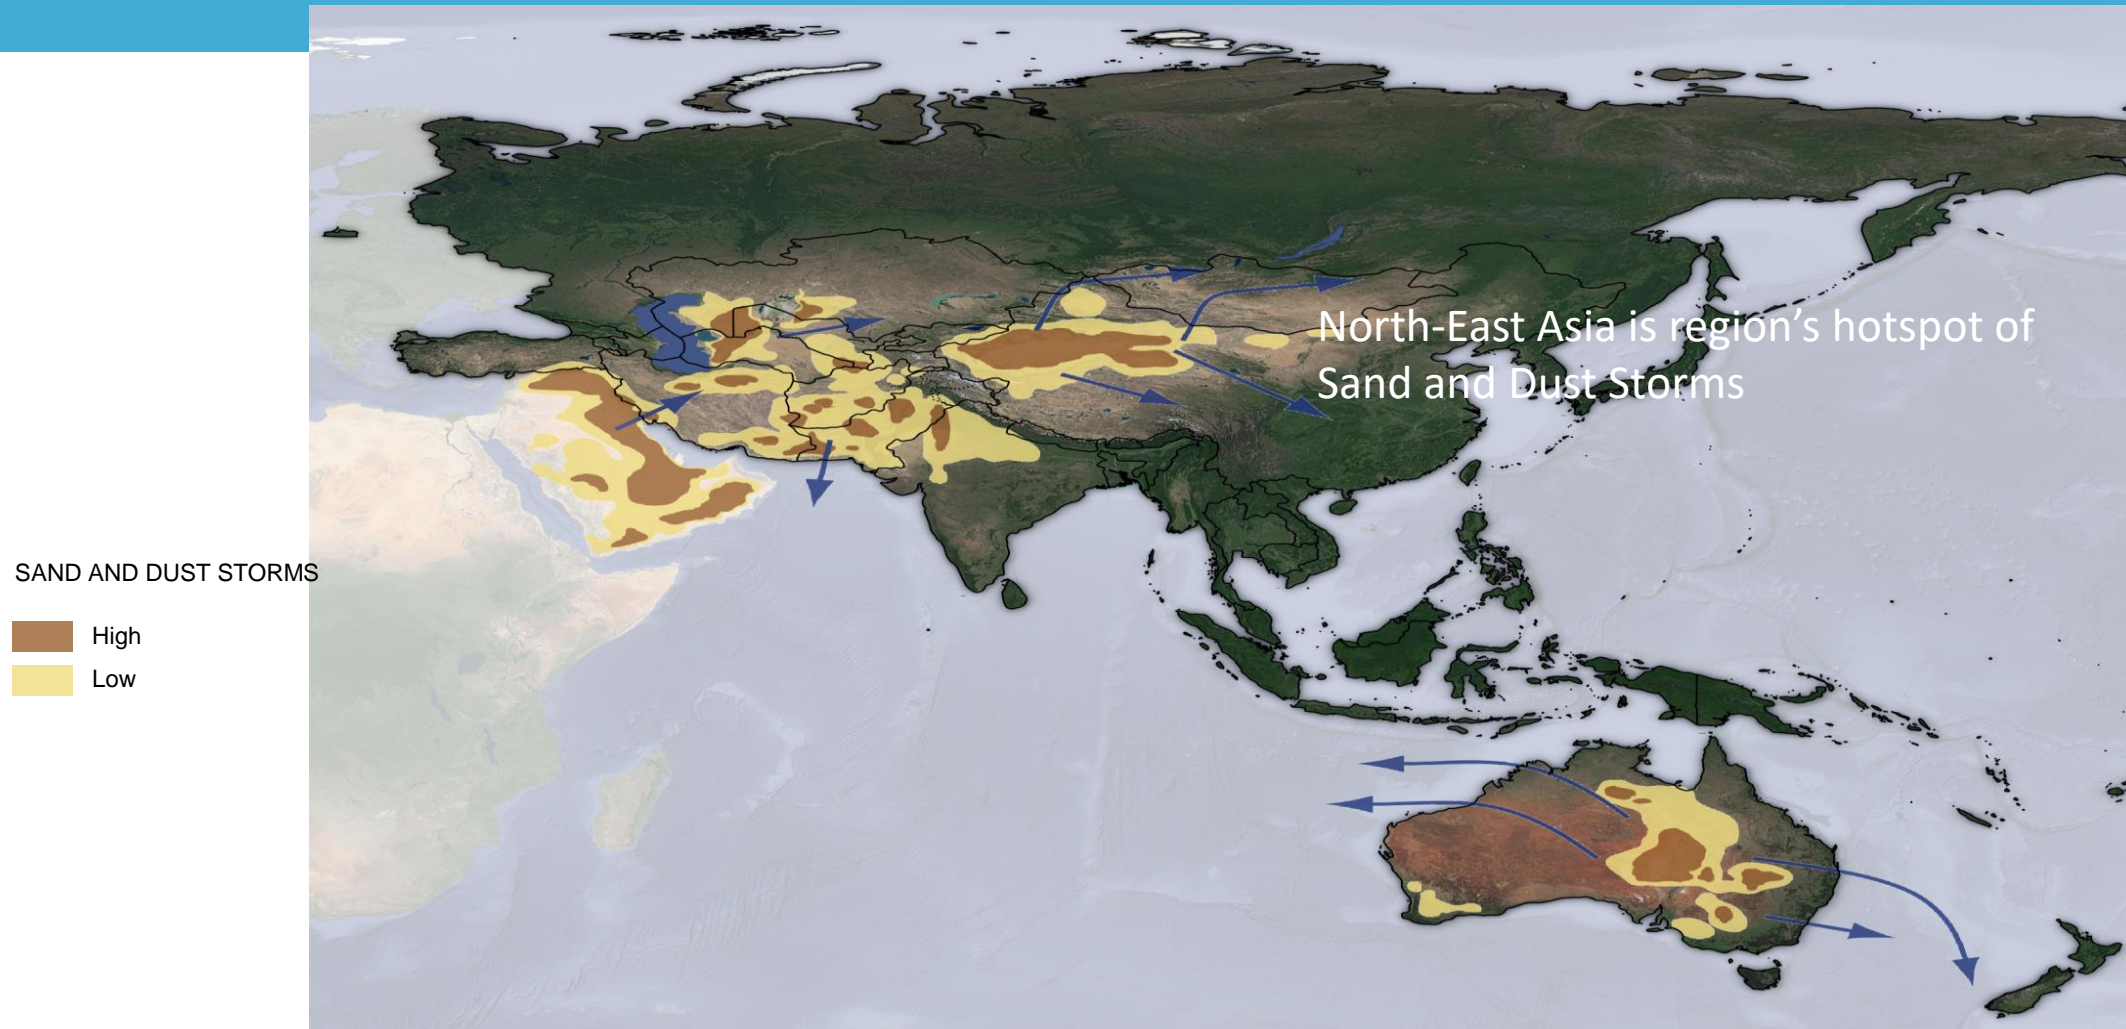 North-East Asia is region's hotspot of
Sand and Dust Storms
SAND AND DUST STORMS
High
Low